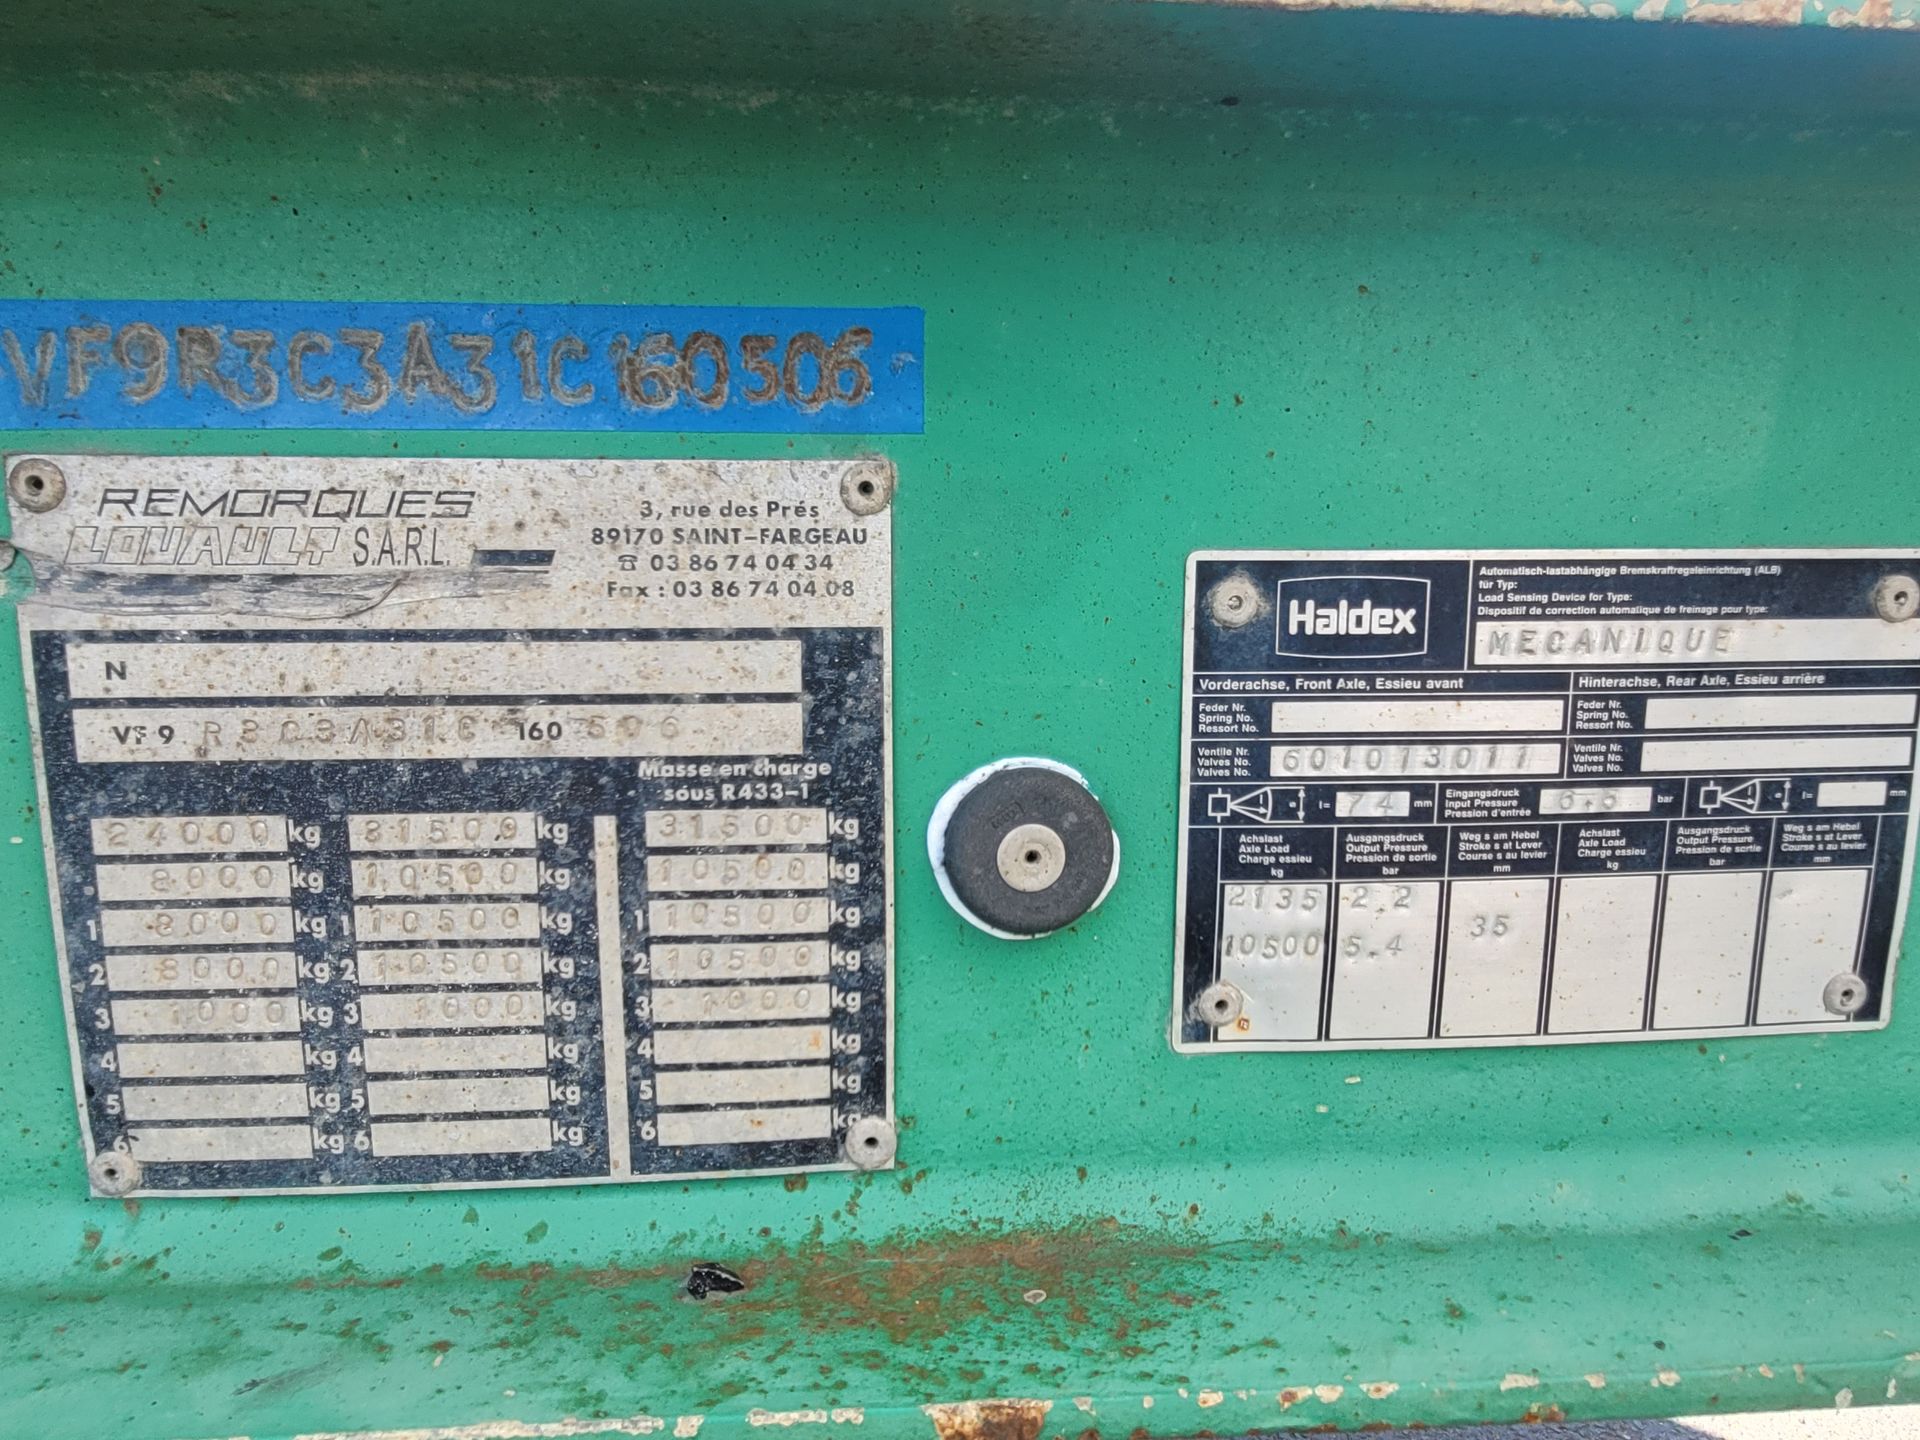 VF9R3C3A31C160506
REMORQUES
LOUAULT S.A.R.L.
3, rue des Prés
89170 SAINT-FARGEAU
☎ 03 86 74 04 34
Fax : 03 86 74 04 08
N
VF 9 R3C3A31C 160 506
Masse en charge
sous R433-1
24000 kg 31500 kg 31500 kg
8000 kg 10500 kg 10500 kg
1 8000 kg 1 10500 kg 1 10500 kg
2 8000 kg 2 10500 kg 2 10500 kg
3 1000 kg 3 1000 kg 3 1000 kg
4 kg 4 kg 4 kg
5 kg 5 kg 5 kg
6 kg 6 kg 6 kg
Haldex
Automatisch-lastabhängige Bremskraftregeleinrichtung (ALB)
für Typ:
Load Sensing Device for Type:
Dispositif de correction automatique de freinage pour type:
MECANIQUE
Vorderachse, Front Axle, Essieu avant
Hinterachse, Rear Axle, Essieu arrière
Feder Nr.
Spring No.
Ressort No.
Feder Nr.
Spring No.
Ressort No.
Ventile Nr.
Valves No.
Valves No.
601013011
Ventile Nr.
Valves No.
Valves No.
l= 74 mm
Eingangsdruck
Input Pressure
Pression d'entrée
6.5 bar
l= mm
Achslast
Axle Load
Charge essieu
kg
Ausgangsdruck
Output Pressure
Pression de sortie
bar
Weg s am Hebel
Stroke s at Lever
Course s au levier
mm
Achslast
Axle Load
Charge essieu
kg
Ausgangsdruck
Output Pressure
Pression de sortie
bar
Weg s am Hebel
Stroke s at Lever
Course s au levier
mm
2135 2.2
35
10500 5.4